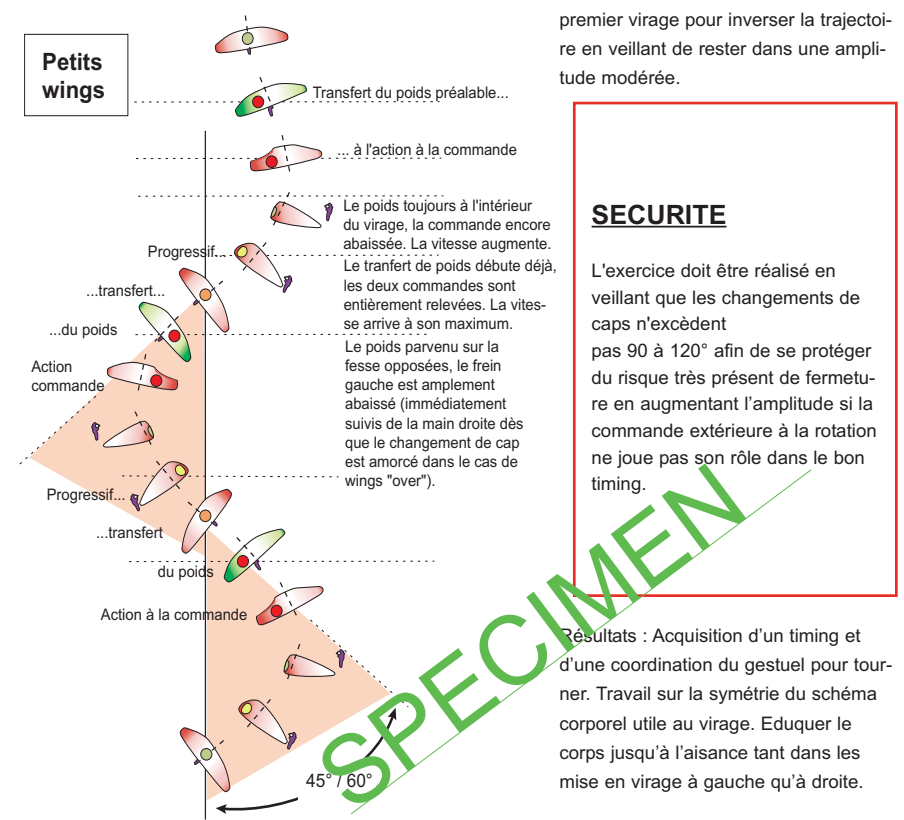 Petits
wings
Transfert du poids préalable...
... à l'action à la commande
Le poids toujours à l'intérieur
du virage, la commande encore
abaissée. La vitesse augmente.
Progressif...
Le tranfert de poids débute déjà,
les deux commandes sont
entièrement relevées. La vites-
se arrive à son maximum.
...transfert...
...du poids
Le poids parvenu sur la
fesse opposées, le frein
gauche est amplement
abaissé (immédiatement
suivis de la main droite dès
que le changement de cap
est amorcé dans le cas de
wings "over").
Action
commande
Progressif...
...transfert
du poids
Action à la commande
45° / 60°
premier virage pour inverser la trajectoi-
re en veillant de rester dans une ampli-
tude modérée.
SECURITE
L'exercice doit être réalisé en
veillant que les changements de
caps n'excèdent
pas 90 à 120° afin de se protéger
du risque très présent de fermetu-
re en augmentant l'amplitude si la
commande extérieure à la rotation
ne joue pas son rôle dans le bon
timing.
SPECIMEN
Résultats : Acquisition d'un timing et
d'une coordination du gestuel pour tour-
ner. Travail sur la symétrie du schéma
corporel utile au virage. Eduquer le
corps jusqu'à l'aisance tant dans les
mise en virage à gauche qu'à droite.